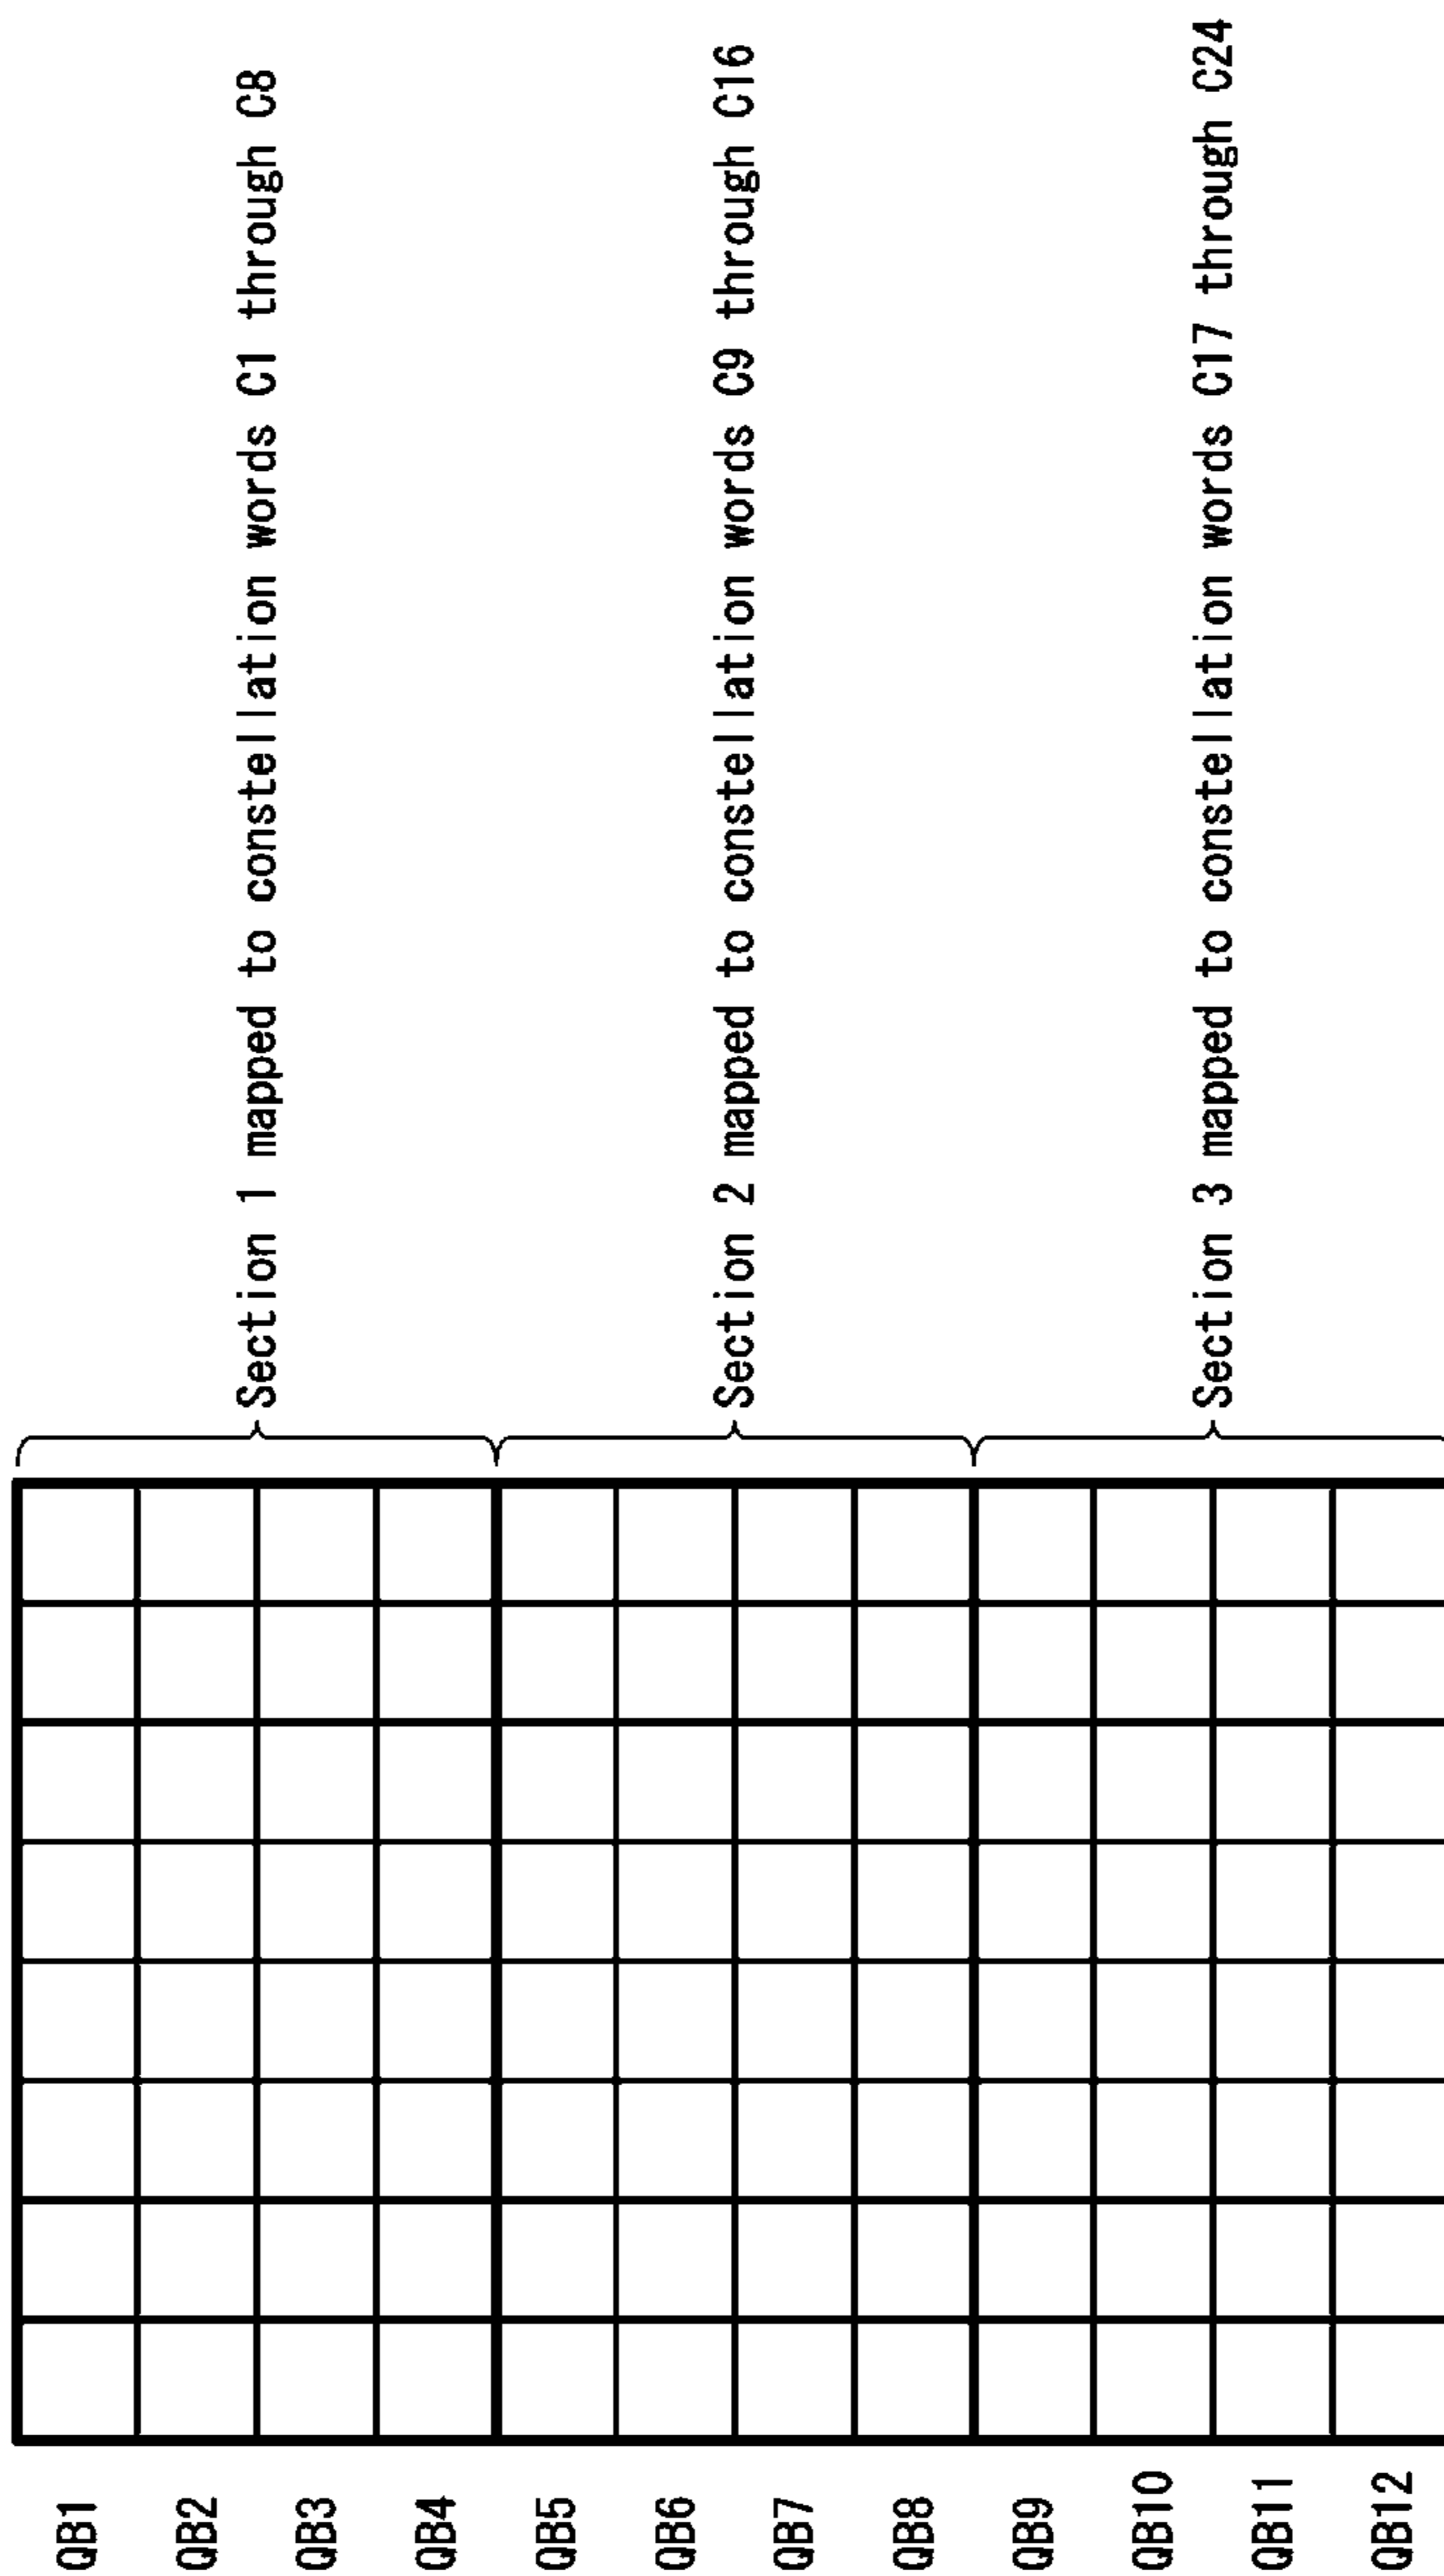 QB1
QB2
QB3
QB4
QB5
QB6
QB7
QB8
QB9
QB10
QB11
QB12
Section 1 mapped to constellation words C1 through C8
Section 2 mapped to constellation words C9 through C16
Section 3 mapped to constellation words C17 through C24